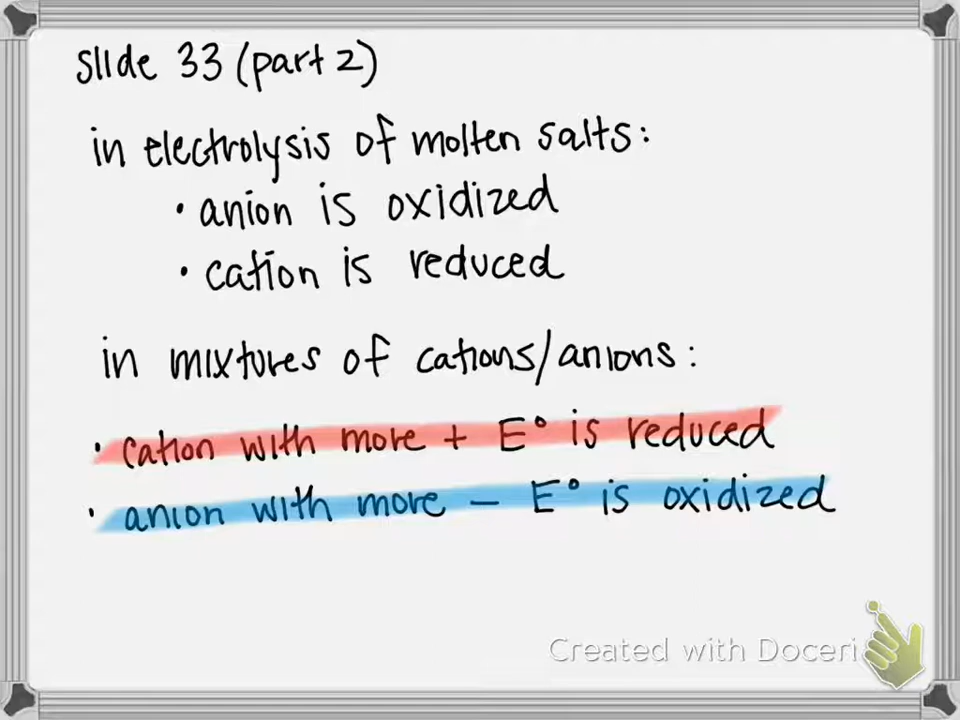 slide 33 (part 2)
in electrolysis of molten salts:
• anion is oxidized
• cation is reduced
in mixtures of cations/anions:
• cation with more + E° is reduced
• anion with more – E° is oxidized
Created with Doceri